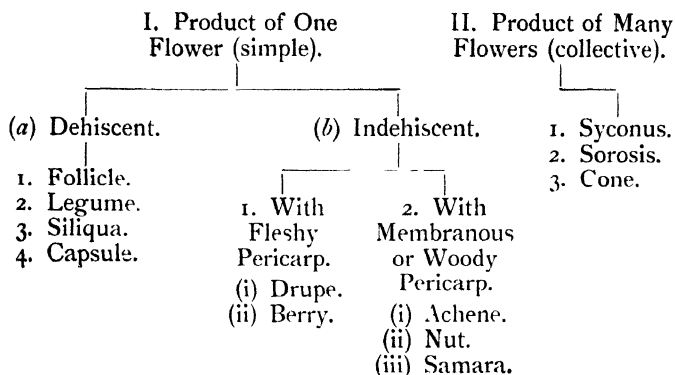 I. Product of One
Flower (simple).
II. Product of Many
Flowers (collective).
(a) Dehiscent.
1. Follicle.
2. Legume.
3. Siliqua.
4. Capsule.
(b) Indehiscent.
1. With
Fleshy
Pericarp.
(i) Drupe.
(ii) Berry.
2. With
Membranous
or Woody
Pericarp.
(i) Achene.
(ii) Nut.
(iii) Samara.
1. Syconus.
2. Sorosis.
3. Cone.